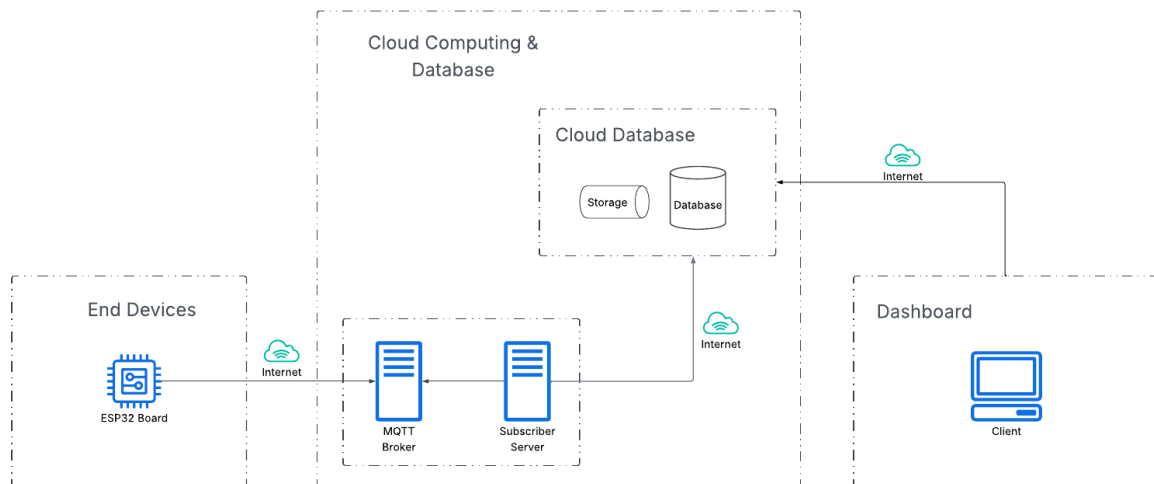 Cloud Computing &
Database
Cloud Database
Storage
Database
Internet
End Devices
ESP32 Board
Internet
MQTT
Broker
Subscriber
Server
Internet
Dashboard
Client